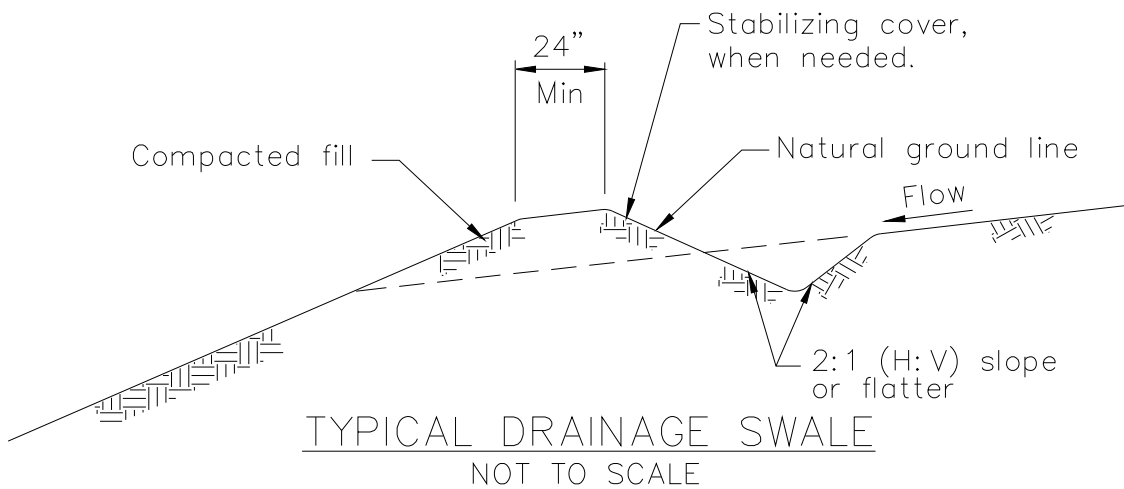 Stabilizing cover,
when needed.
24”
Min
Compacted fill
Natural ground line
Flow
2:1 (H:V) slope
or flatter
TYPICAL DRAINAGE SWALE
NOT TO SCALE